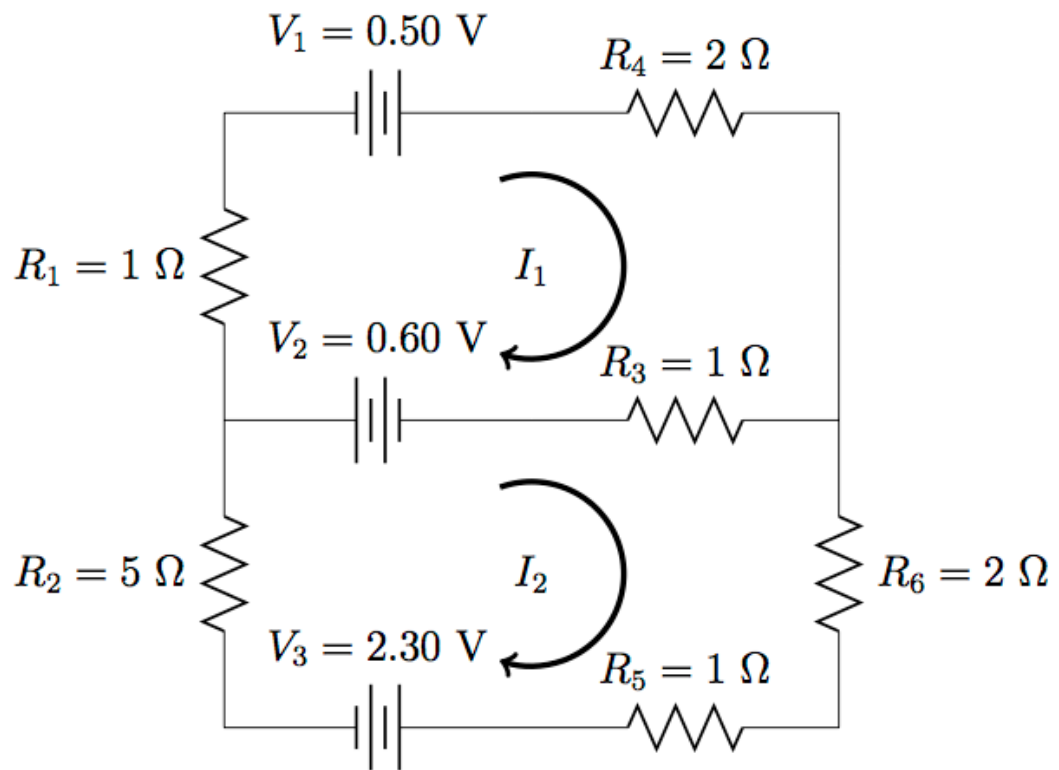 V₁ = 0.50 V
R₄ = 2 Ω
R₁ = 1 Ω
I₁
V₂ = 0.60 V
R₃ = 1 Ω
R₂ = 5 Ω
I₂
R₆ = 2 Ω
V₃ = 2.30 V
R₅ = 1 Ω